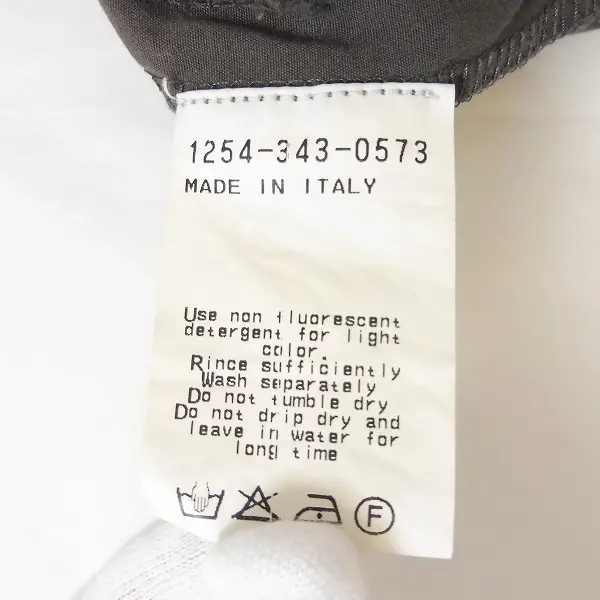 1254-343-0573
MADE IN ITALY
Use non fluorescent
detergent for light
color.
Rince sufficiently
Wash separately
Do not tumble dry
Do not drip dry and
leave in water for
long time
F